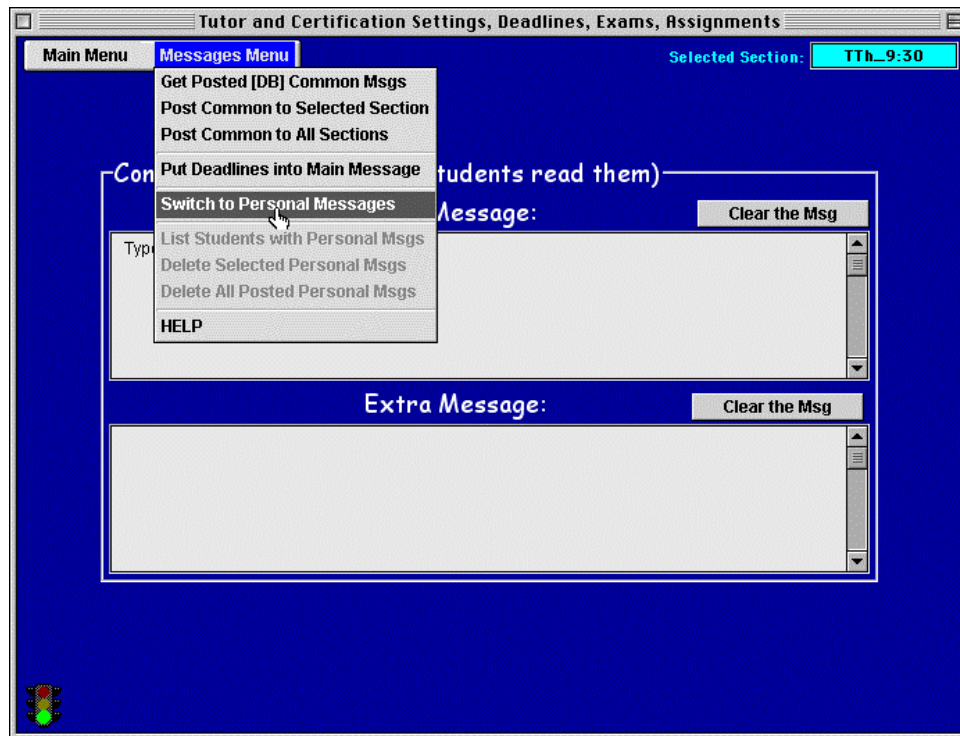 Tutor and Certification Settings, Deadlines, Exams, Assignments
Main Menu Messages Menu Selected Section: TTh_9:30
Get Posted [DB] Common Msgs
Post Common to Selected Section
Post Common to All Sections
Put Deadlines into Main Message
Switch to Personal Messages
List Students with Personal Msgs
Delete Selected Personal Msgs
Delete All Posted Personal Msgs
HELP
read them)
Message:
Clear the Msg
Extra Message:
Clear the Msg